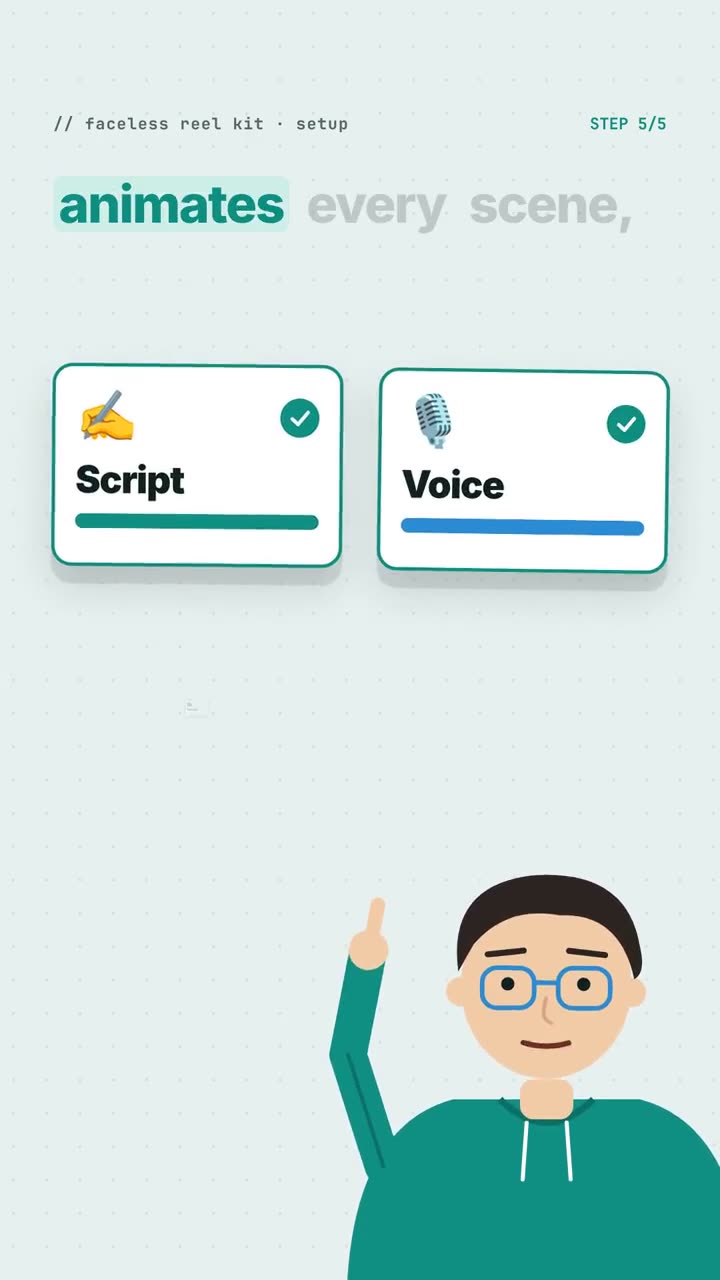 // faceless reel kit · setup
STEP 5/5
animates every scene,
Script
Voice